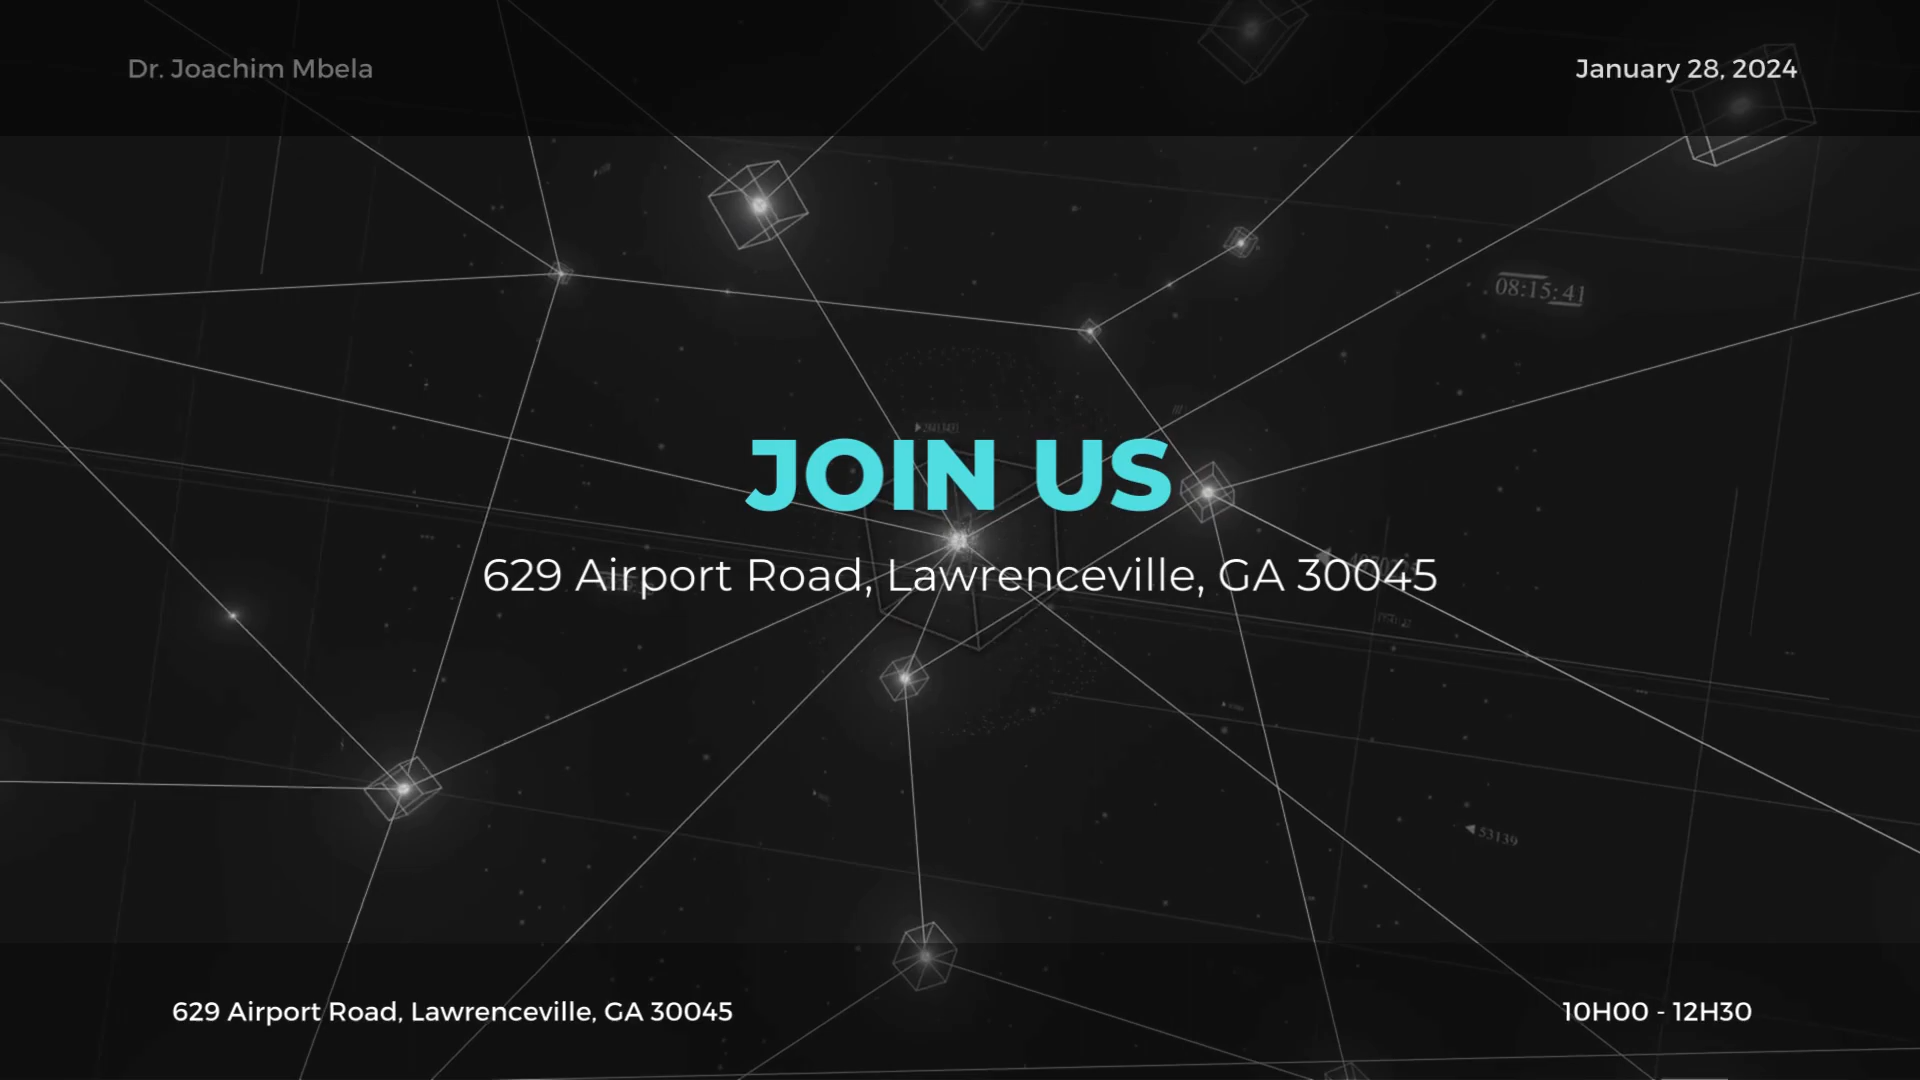 Dr. Joachim Mbela
January 28, 2024
08:15:41
JOIN US
629 Airport Road, Lawrenceville, GA 30045
53139
629 Airport Road, Lawrenceville, GA 30045
10H00 - 12H30